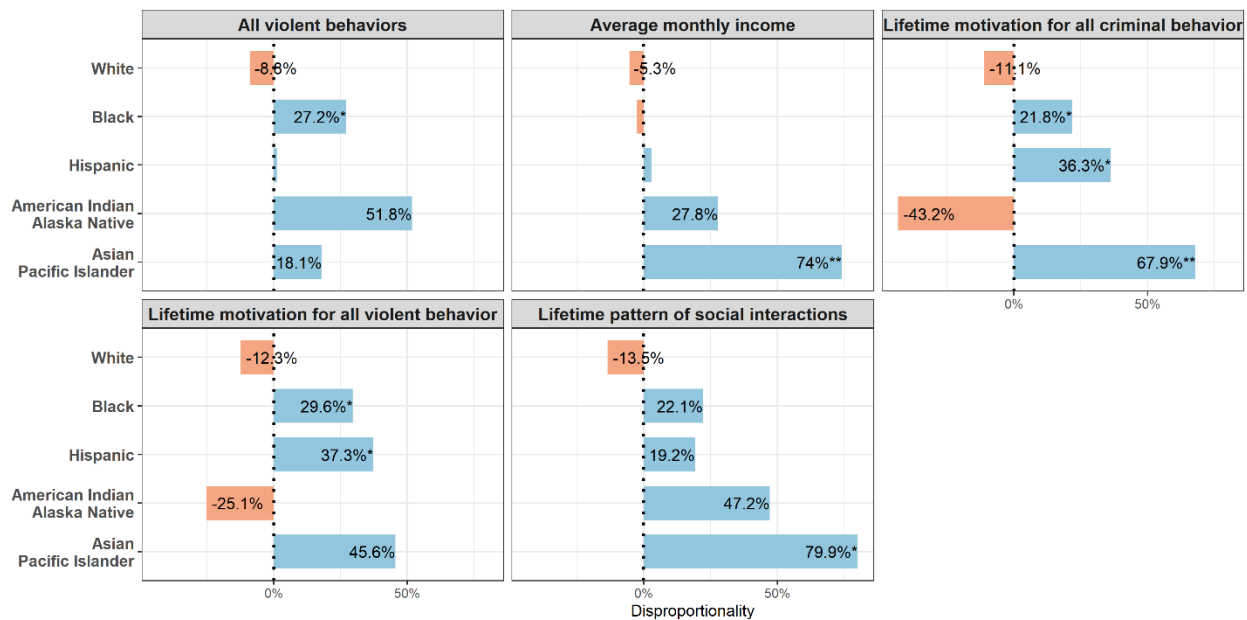 All violent behaviors
Average monthly income
Lifetime motivation for all criminal behavior
White
-8.8%
-5.3%
-11.1%
Black
27.2%*
21.8%*
Hispanic
36.3%*
American Indian
Alaska Native
51.8%
27.8%
-43.2%
Asian
Pacific Islander
18.1%
74%**
67.9%**
0%
50%
Lifetime motivation for all violent behavior
Lifetime pattern of social interactions
White
-12.3%
-13.5%
Black
29.6%*
22.1%
Hispanic
37.3%*
19.2%
American Indian
Alaska Native
-25.1%
47.2%
Asian
Pacific Islander
45.6%
79.9%*
0%
50%
0%
50%
Disproportionality